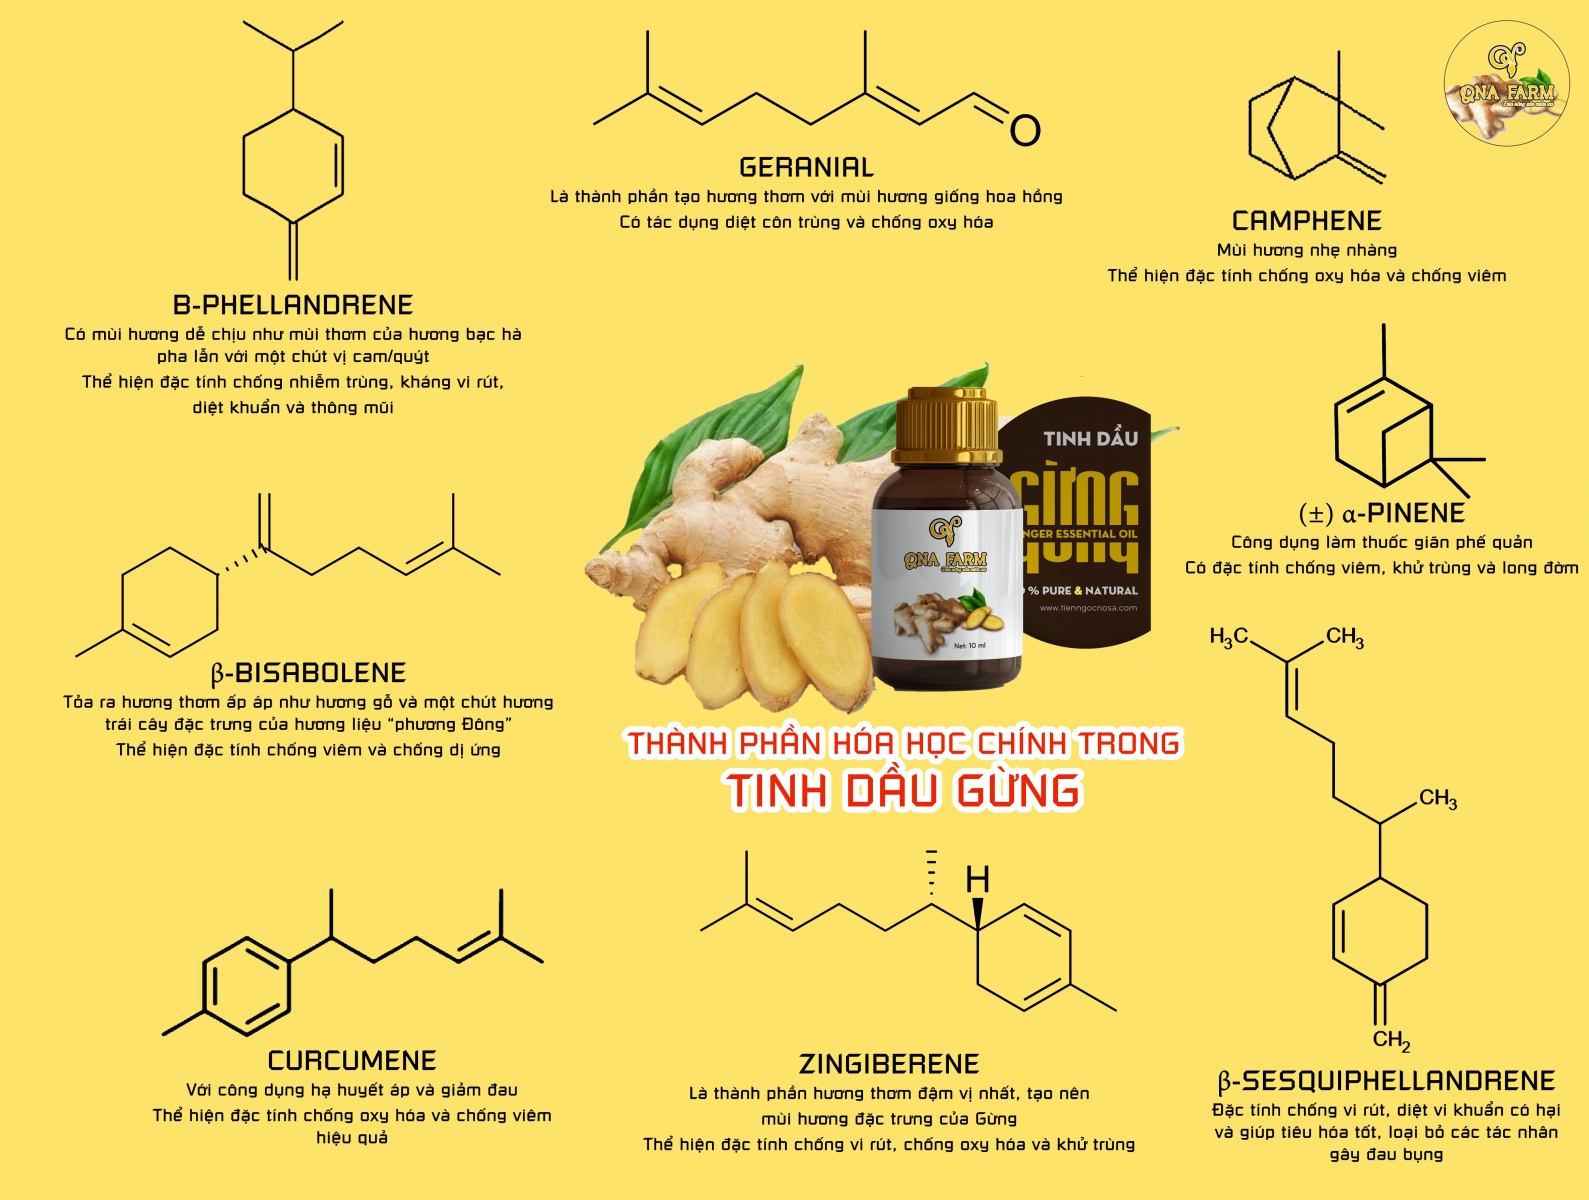 B-PHELLANDRENE
Có mùi hương dễ chịu như mùi thơm của hương bạc hà
pha lẫn với một chút vị cam/quýt
Thể hiện đặc tính chống nhiễm trùng, kháng vi rút,
diệt khuẩn và thông mũi
O
GERANIAL
Là thành phần tạo hương thơm với mùi hương giống hoa hồng
Có tác dụng diệt côn trùng và chống oxy hóa
QNA FARM
CAMPHENE
Mùi hương nhẹ nhàng
Thể hiện đặc tính chống oxy hóa và chống viêm
(±) α-PINENE
Công dụng làm thuốc giãn phế quản
Có đặc tính chống viêm, khử trùng và long đờm
TINH DẦU
GỪNG
NGER ESSENTIAL OIL
% PURE & NATURAL
www.tienngocnosa.com
QNA FARM
Net: 10 ml
β-BISABOLENE
Tỏa ra hương thơm ấp áp như hương gỗ và một chút hương
trái cây đặc trưng của hương liệu “phương Đông”
Thể hiện đặc tính chống viêm và chống dị ứng
THÀNH PHẦN HÓA HỌC CHÍNH TRONG
TINH DẦU GỪNG
H3C CH3
CH3
CH2
β-SESQUIPHELLANDRENE
Đặc tính chống vi rút, diệt vi khuẩn có hại
và giúp tiêu hóa tốt, loại bỏ các tác nhân
gây đau bụng
CURCUMENE
Với công dụng hạ huyết áp và giảm đau
Thể hiện đặc tính chống oxy hóa và chống viêm
hiệu quả
H
ZINGIBERENE
Là thành phần hương thơm đậm vị nhất, tạo nên
mùi hương đặc trưng của Gừng
Thể hiện đặc tính chống vi rút, chống oxy hóa và khử trùng